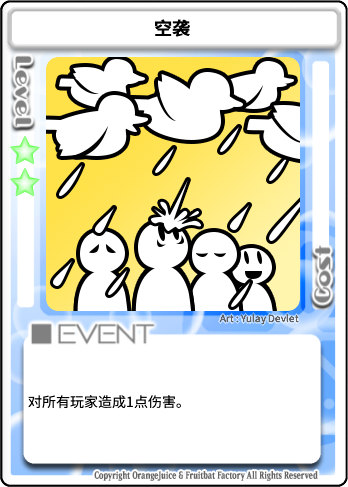 空袭
Level
Cost
Art : Yulay Devlet
EVENT
对所有玩家造成1点伤害。
Copyright OrangeJuice & Fruitbat Factory All Rights Reserved